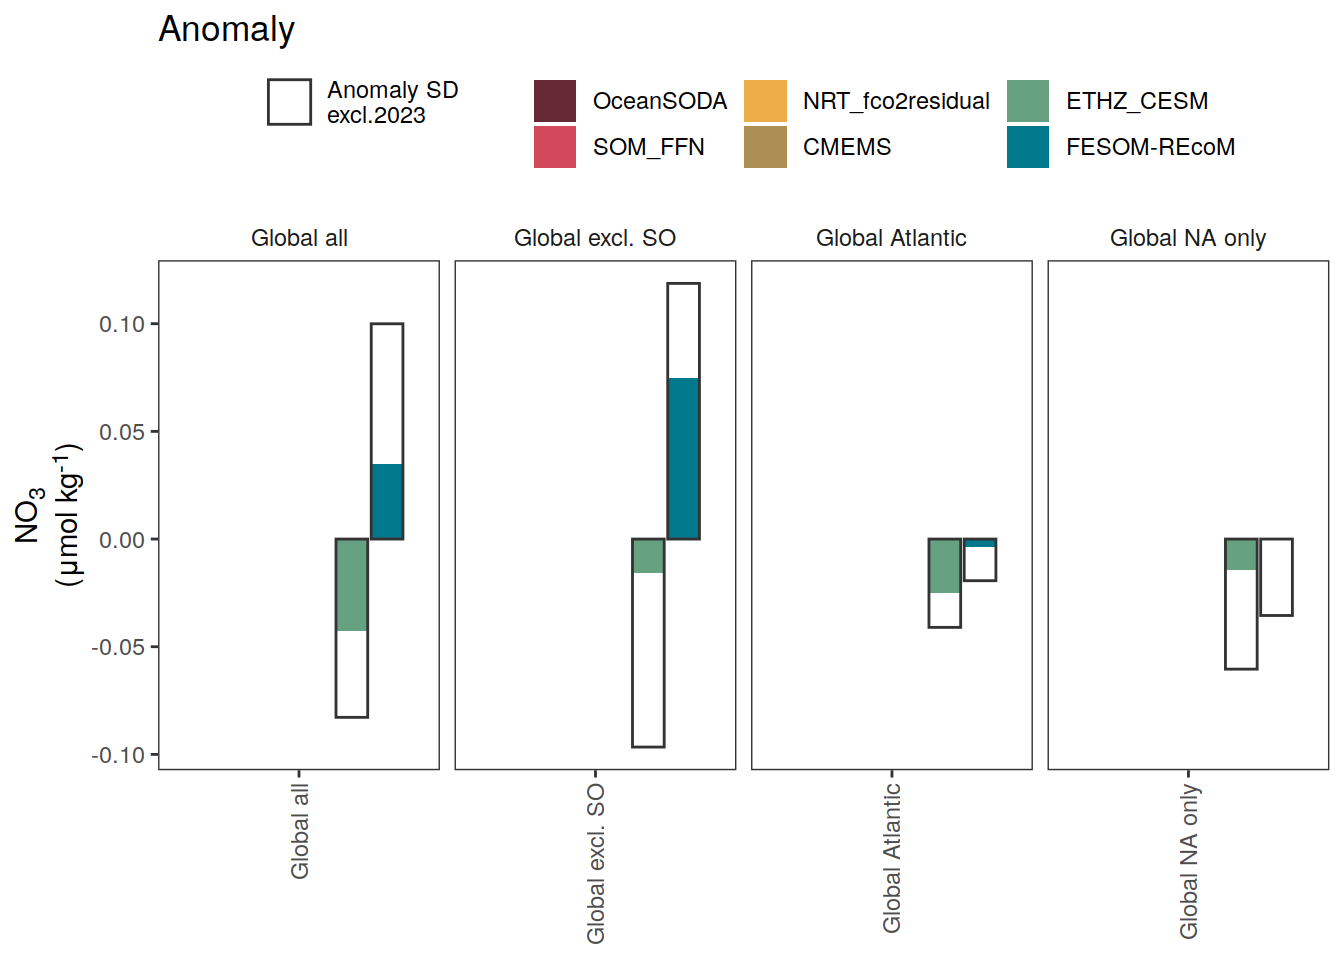 Anomaly
Anomaly SD
excl.2023
OceanSODA
NRT_fco2residual
ETHZ_CESM
SOM_FFN
CMEMS
FESOM-REcoM
Global all
Global excl. SO
Global Atlantic
Global NA only
NO₃
(μmol kg⁻¹)
0.10
0.05
0.00
-0.05
-0.10
Global all
Global excl. SO
Global Atlantic
Global NA only